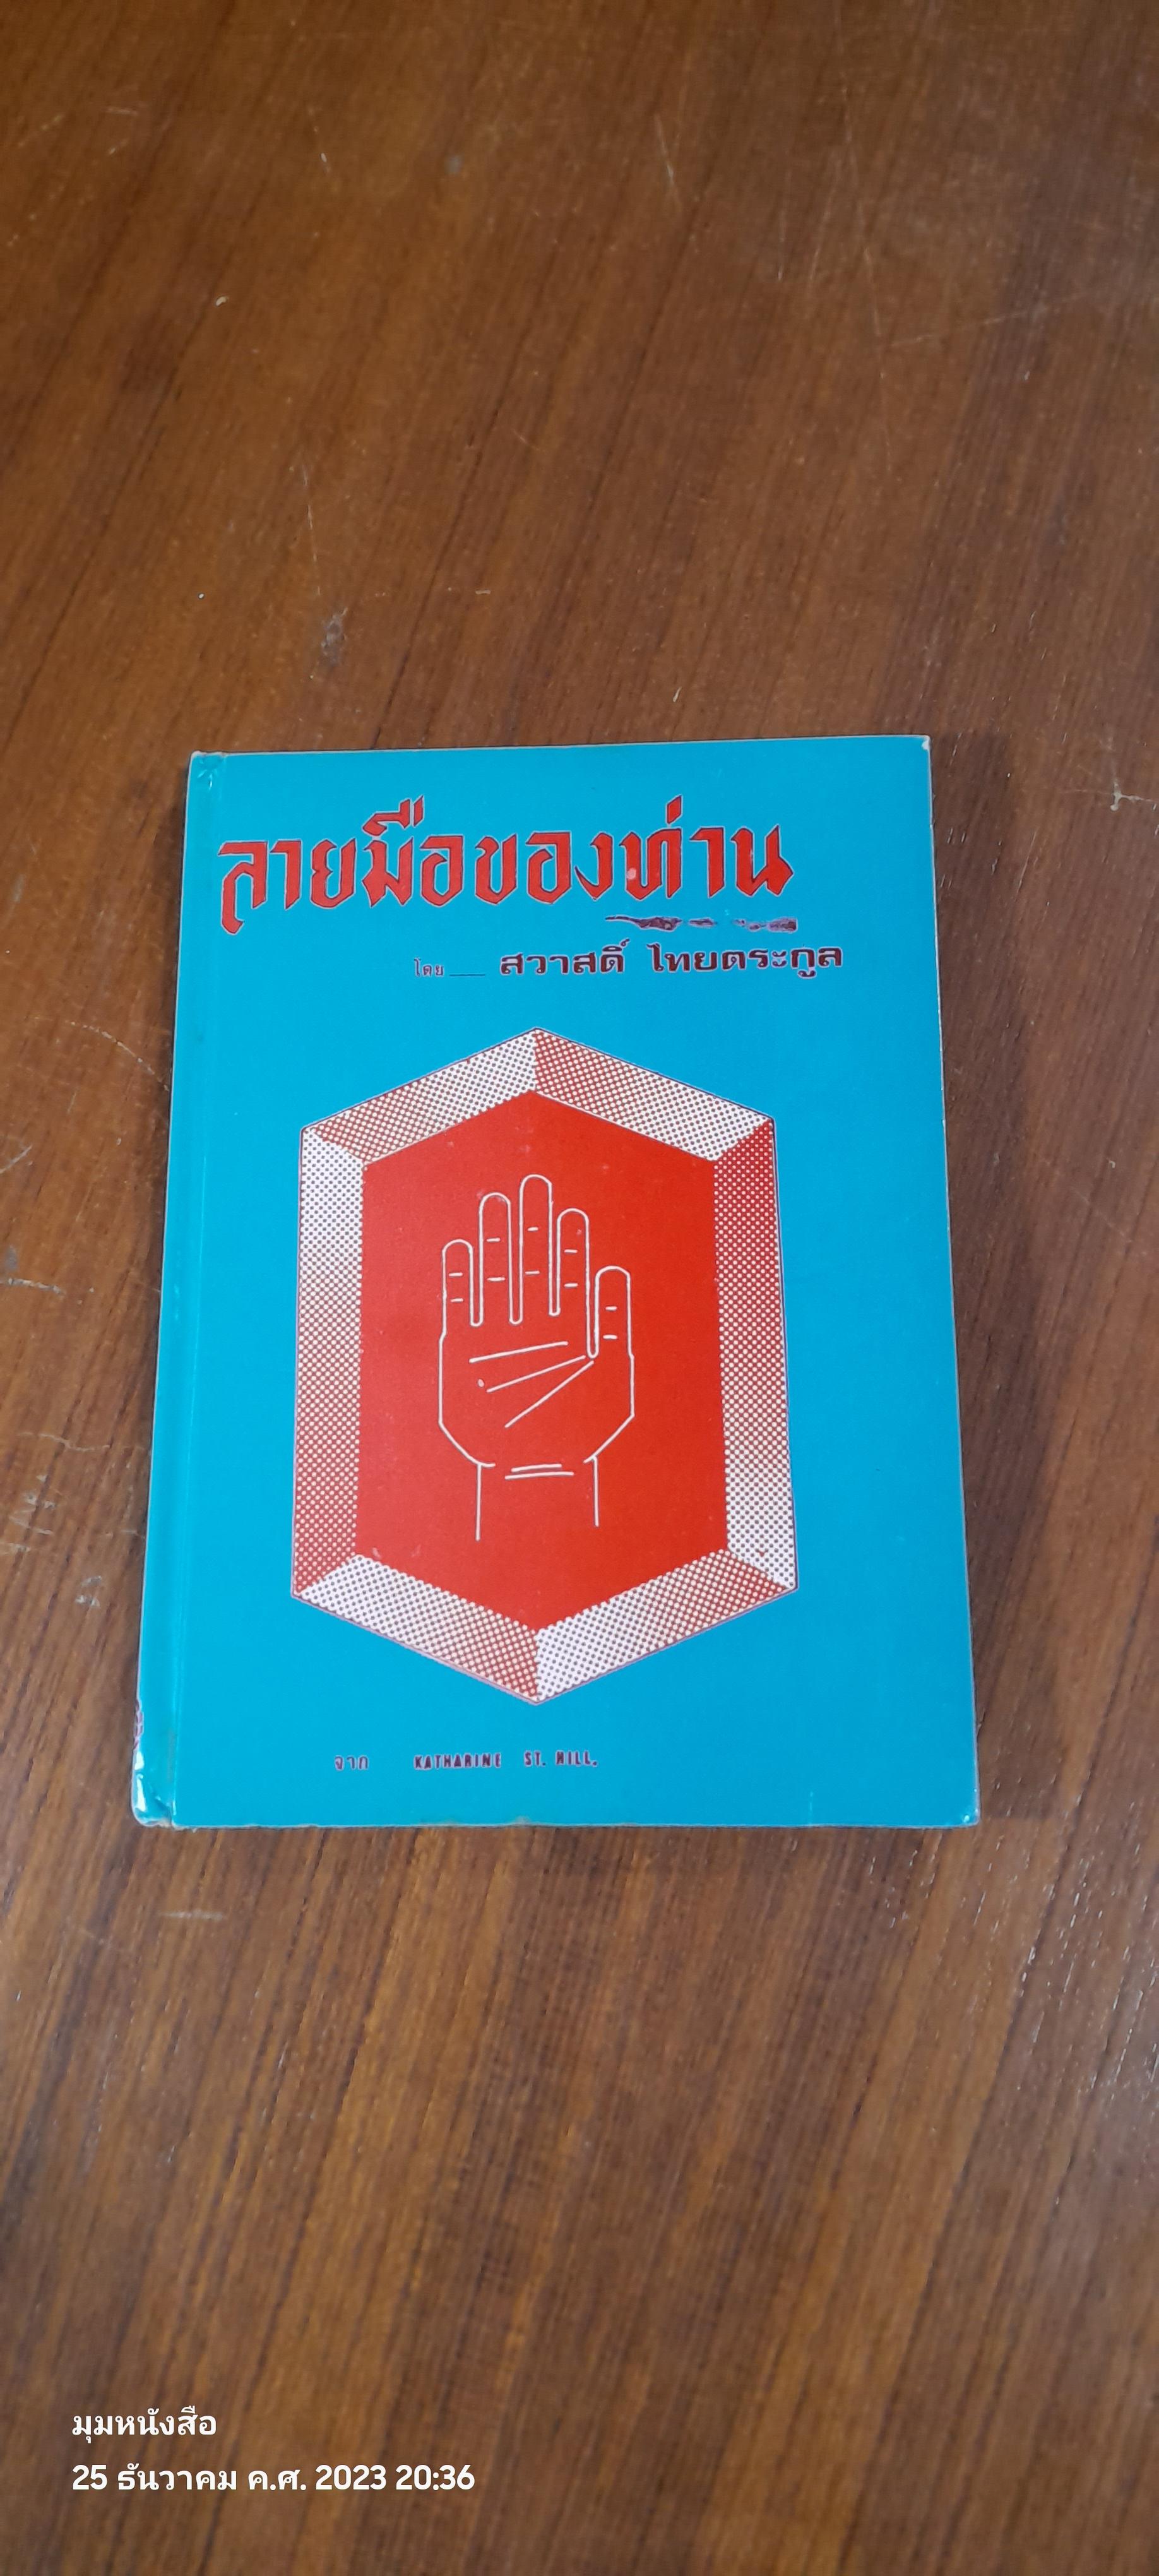 ลายมือของท่าน
โดย ___ สวาสดิ์ ไทยตระกูล
จาก KATHARINE ST. HILL.
มุมหนังสือ
25 ธันวาคม ค.ศ. 2023 20:36